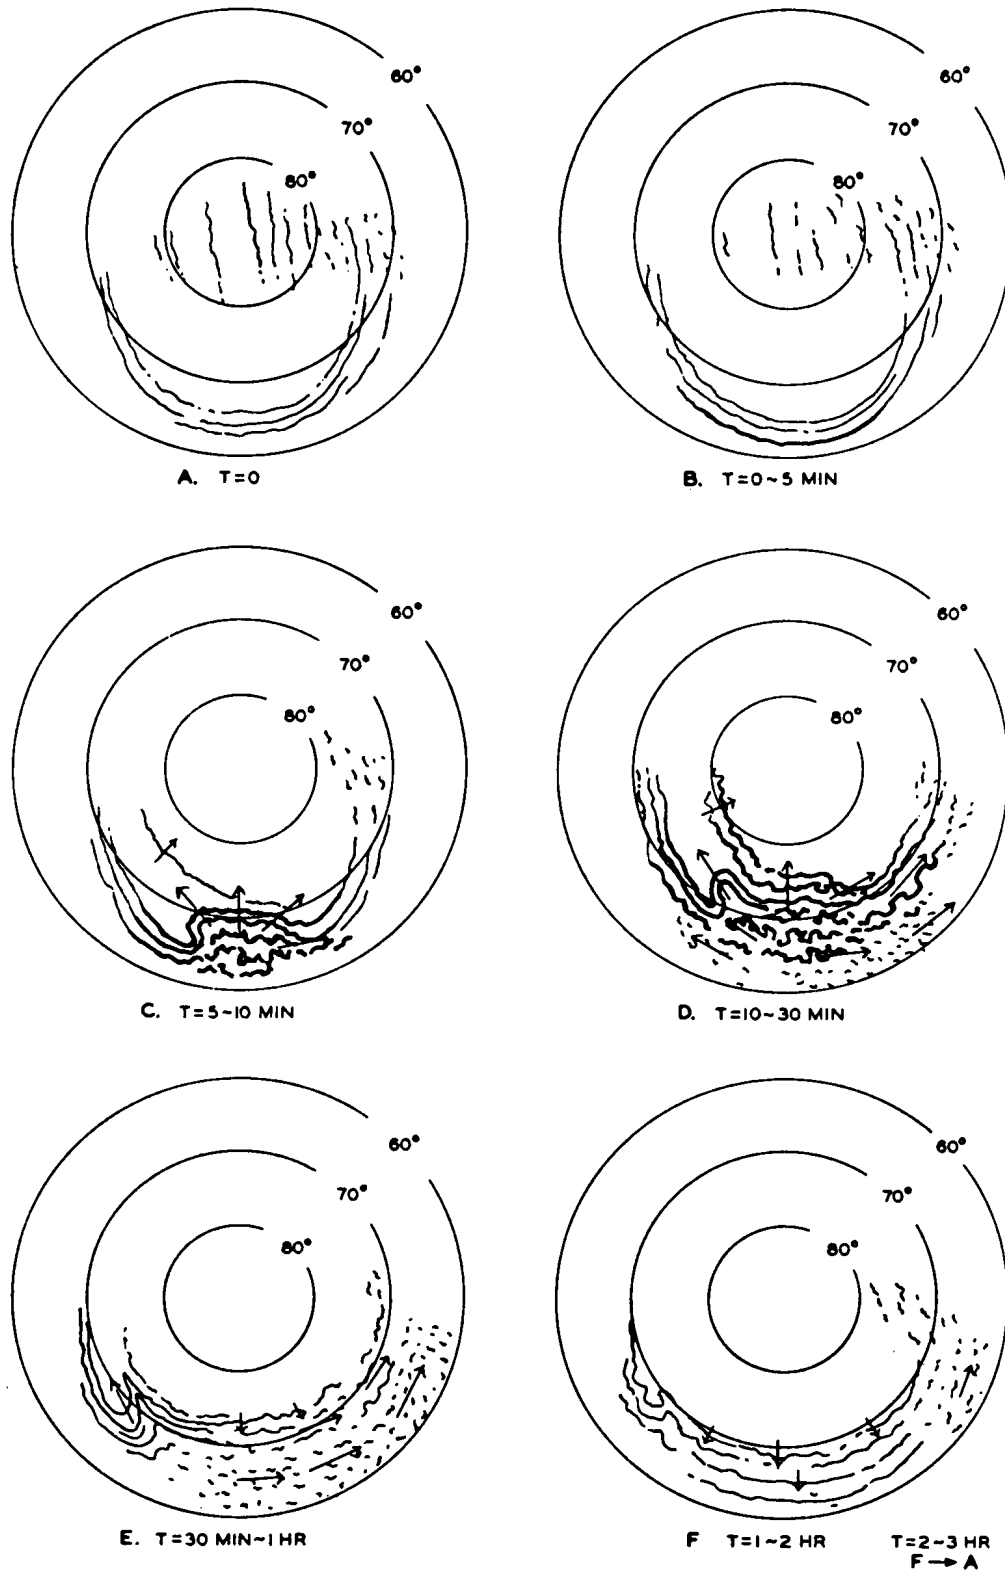 60°
70°
80°
A. T=0
60°
70°
80°
B. T=0~5 MIN
60°
70°
80°
C. T=5~10 MIN
60°
70°
80°
D. T=10~30 MIN
60°
70°
80°
E. T=30 MIN~1 HR
60°
70°
80°
F T=1~2 HR
T=2~3 HR
F → A